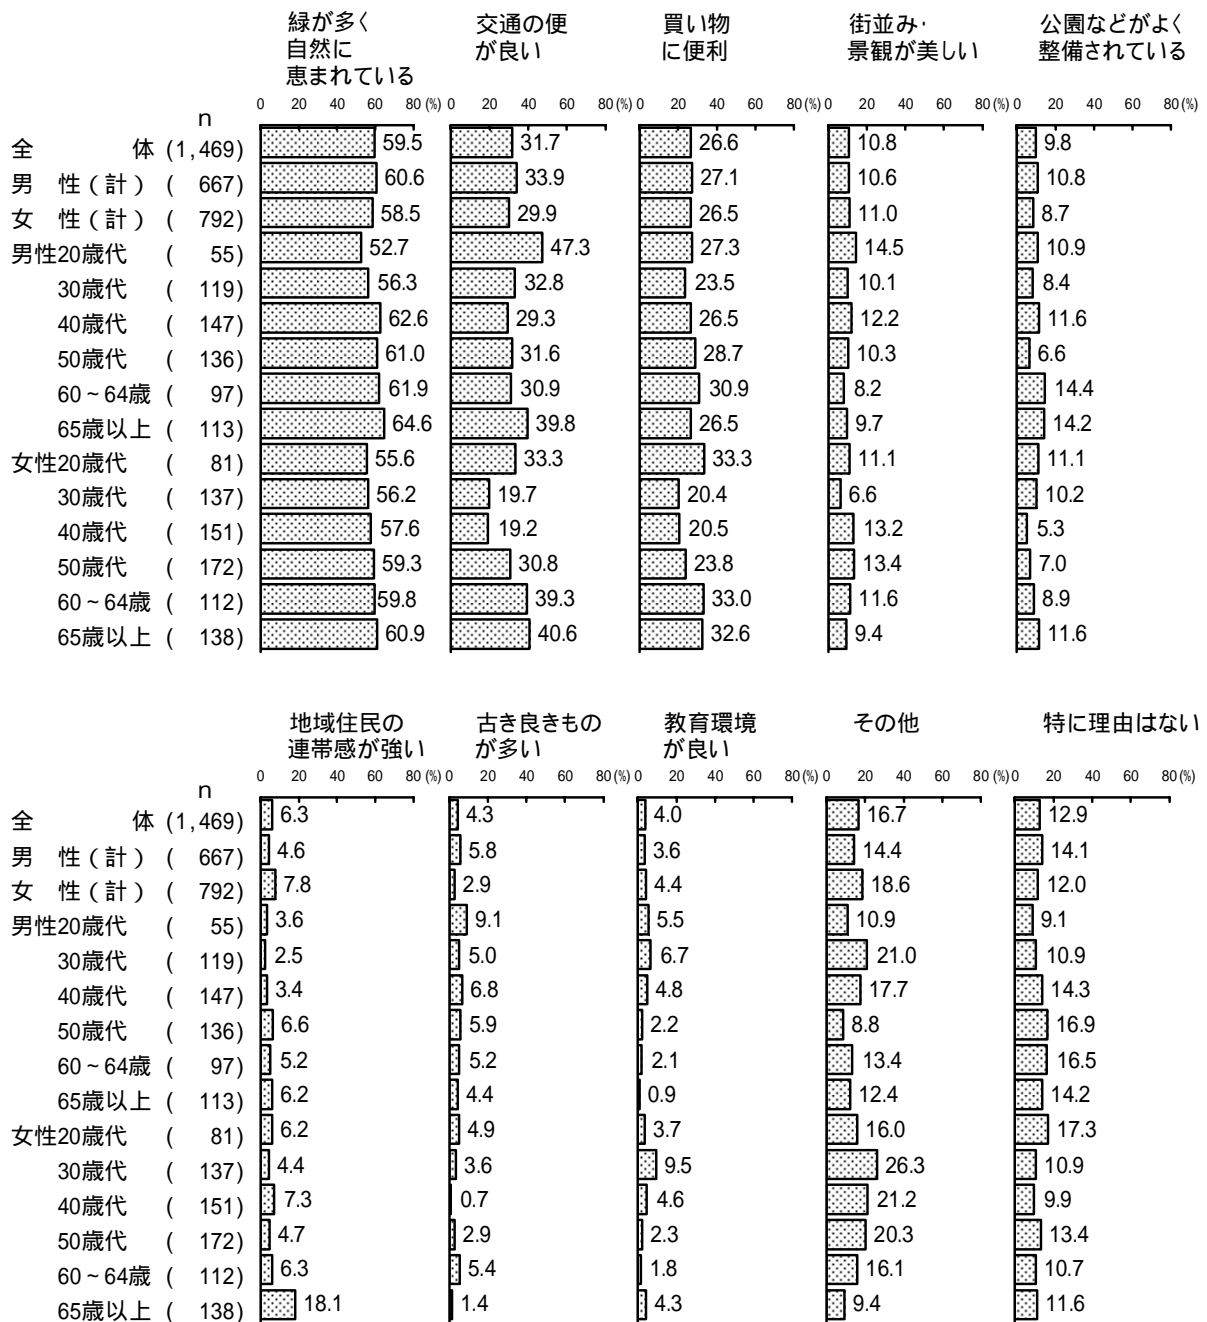 緑が多く
自然に
恵まれている
交通の便
が良い
買い物
に便利
街並み・
景観が美しい
公園などがよく
整備されている
0 20 40 60 80(%) 0 20 40 60 80(%) 0 20 40 60 80(%) 0 20 40 60 80(%) 0 20 40 60 80(%)
n
全 体 (1,469) 59.5 31.7 26.6 10.8 9.8
男 性(計) ( 667) 60.6 33.9 27.1 10.6 10.8
女 性(計) ( 792) 58.5 29.9 26.5 11.0 8.7
男性20歳代 ( 55) 52.7 47.3 27.3 14.5 10.9
30歳代 ( 119) 56.3 32.8 23.5 10.1 8.4
40歳代 ( 147) 62.6 29.3 26.5 12.2 11.6
50歳代 ( 136) 61.0 31.6 28.7 10.3 6.6
60~64歳 ( 97) 61.9 30.9 30.9 8.2 14.4
65歳以上 ( 113) 64.6 39.8 26.5 9.7 14.2
女性20歳代 ( 81) 55.6 33.3 33.3 11.1 11.1
30歳代 ( 137) 56.2 19.7 20.4 6.6 10.2
40歳代 ( 151) 57.6 19.2 20.5 13.2 5.3
50歳代 ( 172) 59.3 30.8 23.8 13.4 7.0
60~64歳 ( 112) 59.8 39.3 33.0 11.6 8.9
65歳以上 ( 138) 60.9 40.6 32.6 9.4 11.6
地域住民の
連帯感が強い
古き良きもの
が多い
教育環境
が良い
その他
特に理由はない
0 20 40 60 80(%) 0 20 40 60 80(%) 0 20 40 60 80(%) 0 20 40 60 80(%) 0 20 40 60 80(%)
n
全 体 (1,469) 6.3 4.3 4.0 16.7 12.9
男 性(計) ( 667) 4.6 5.8 3.6 14.4 14.1
女 性(計) ( 792) 7.8 2.9 4.4 18.6 12.0
男性20歳代 ( 55) 3.6 9.1 5.5 10.9 9.1
30歳代 ( 119) 2.5 5.0 6.7 21.0 10.9
40歳代 ( 147) 3.4 6.8 4.8 17.7 14.3
50歳代 ( 136) 6.6 5.9 2.2 8.8 16.9
60~64歳 ( 97) 5.2 5.2 2.1 13.4 16.5
65歳以上 ( 113) 6.2 4.4 0.9 12.4 14.2
女性20歳代 ( 81) 6.2 4.9 3.7 16.0 17.3
30歳代 ( 137) 4.4 3.6 9.5 26.3 10.9
40歳代 ( 151) 7.3 0.7 4.6 21.2 9.9
50歳代 ( 172) 4.7 2.9 2.3 20.3 13.4
60~64歳 ( 112) 6.3 5.4 1.8 16.1 10.7
65歳以上 ( 138) 18.1 1.4 4.3 9.4 11.6